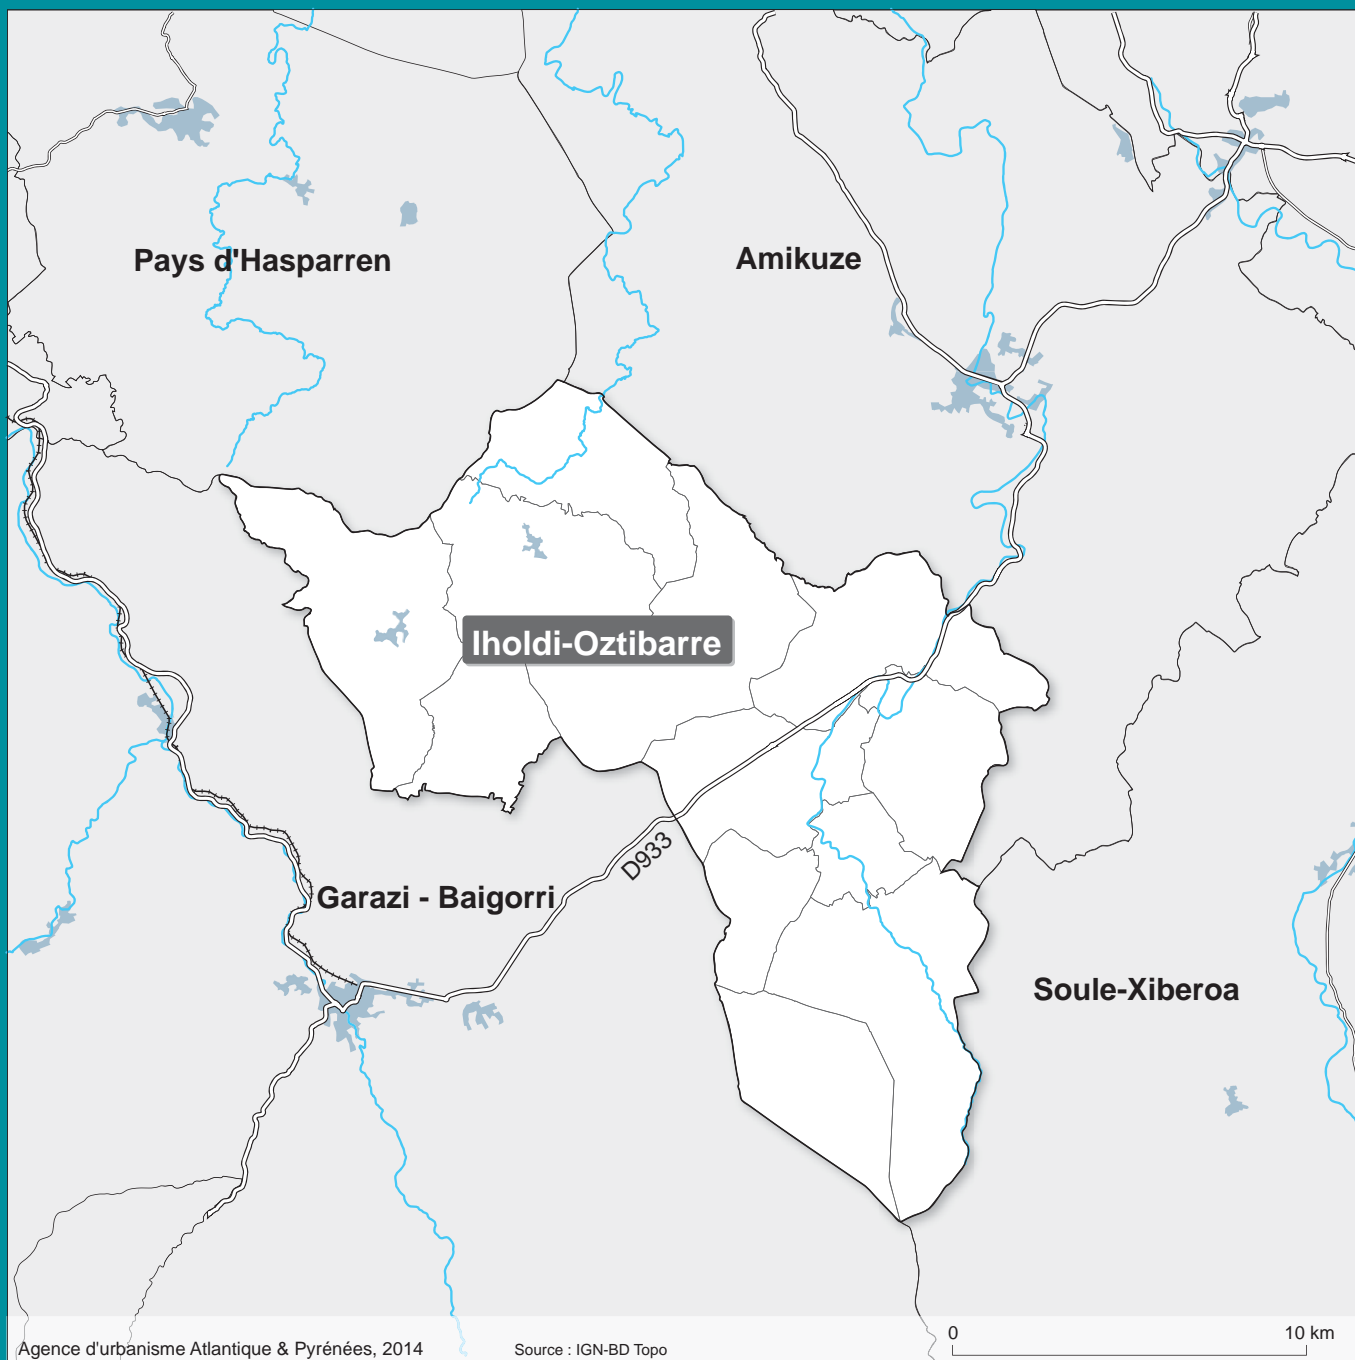 Pays d'Hasparren
Amikuze
Iholdi-Oztibarre
D933
Garazi - Baigorri
Soule-Xiberoa
0
10 km
Agence d'urbanisme Atlantique & Pyrénées, 2014
Source : IGN-BD Topo